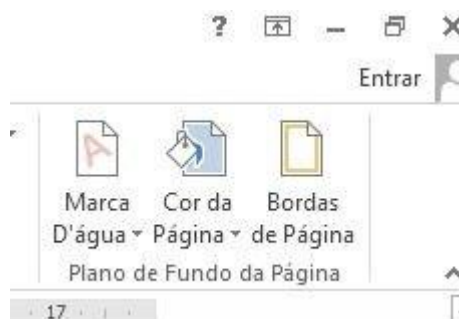 ?
Entrar
Marca Cor da Bordas
D'água Página de Página
Plano de Fundo da Página
17